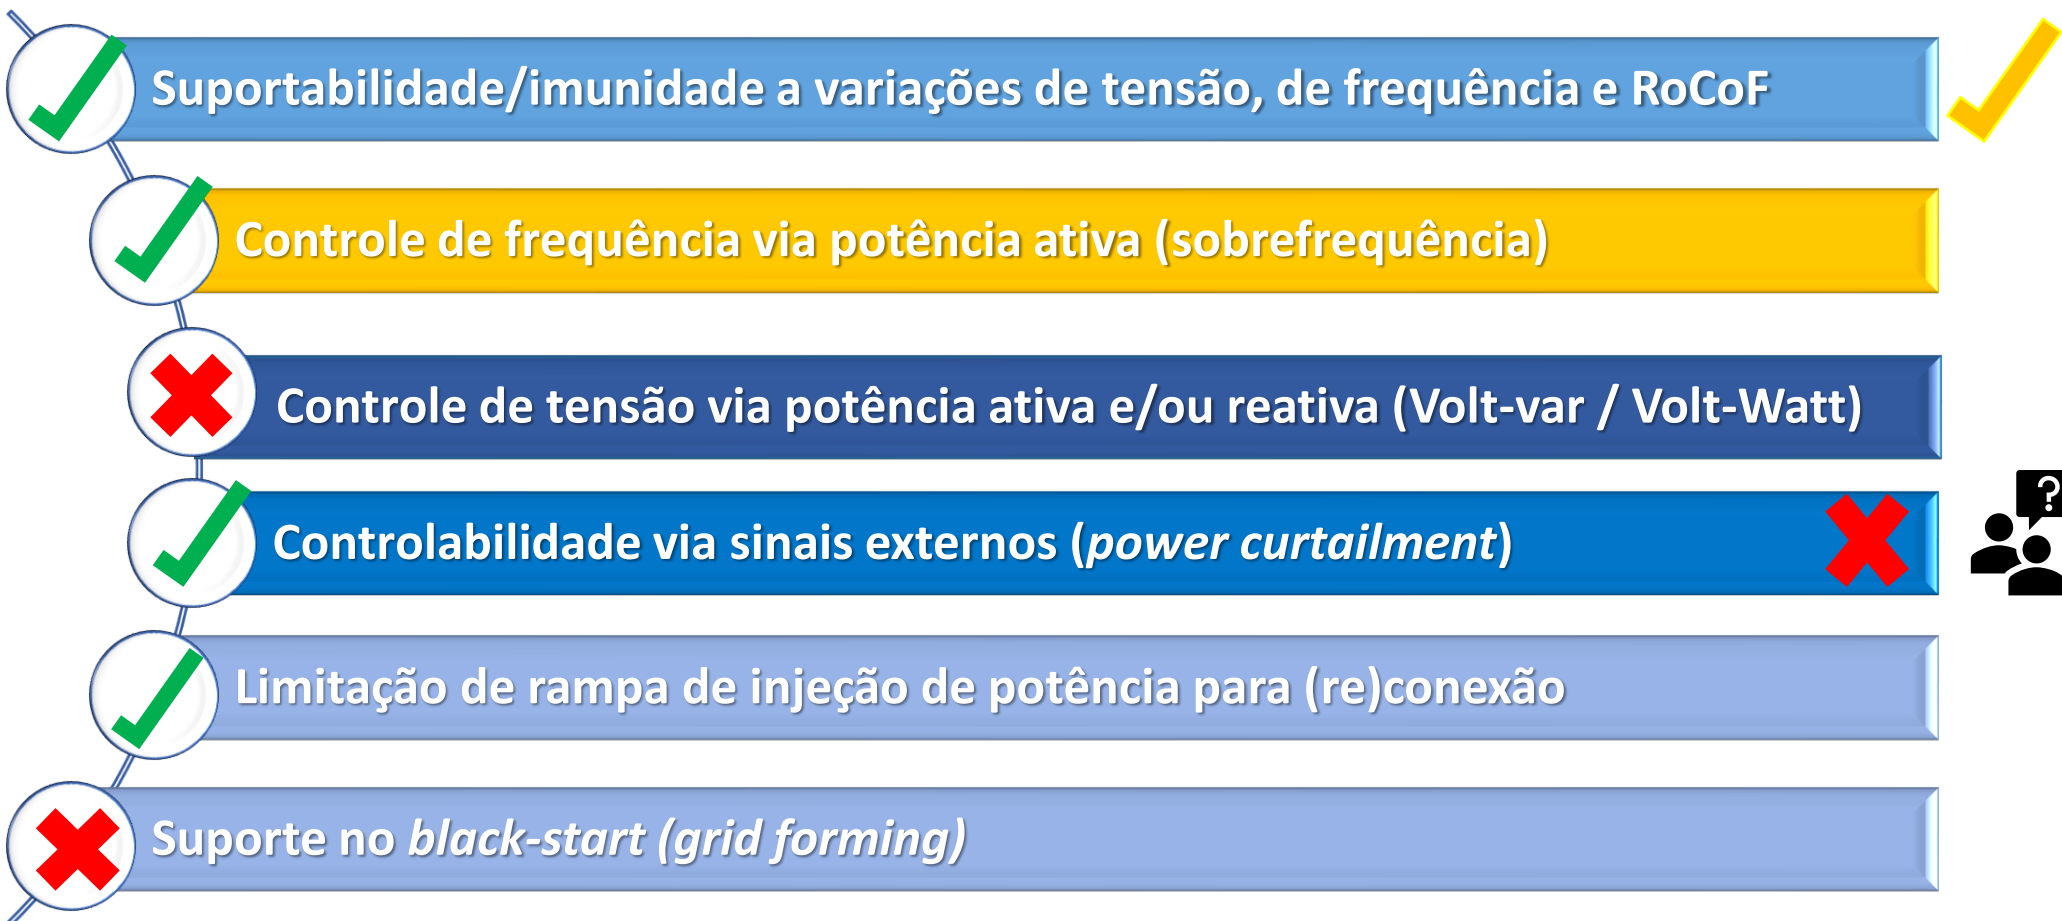 Suportabilidade/imunidade a variações de tensão, de frequência e RoCoF
Controle de frequência via potência ativa (sobrefrequência)
Controle de tensão via potência ativa e/ou reativa (Volt-var / Volt-Watt)
Controlabilidade via sinais externos (power curtailment)
?
Limitação de rampa de injeção de potência para (re)conexão
Suporte no black-start (grid forming)